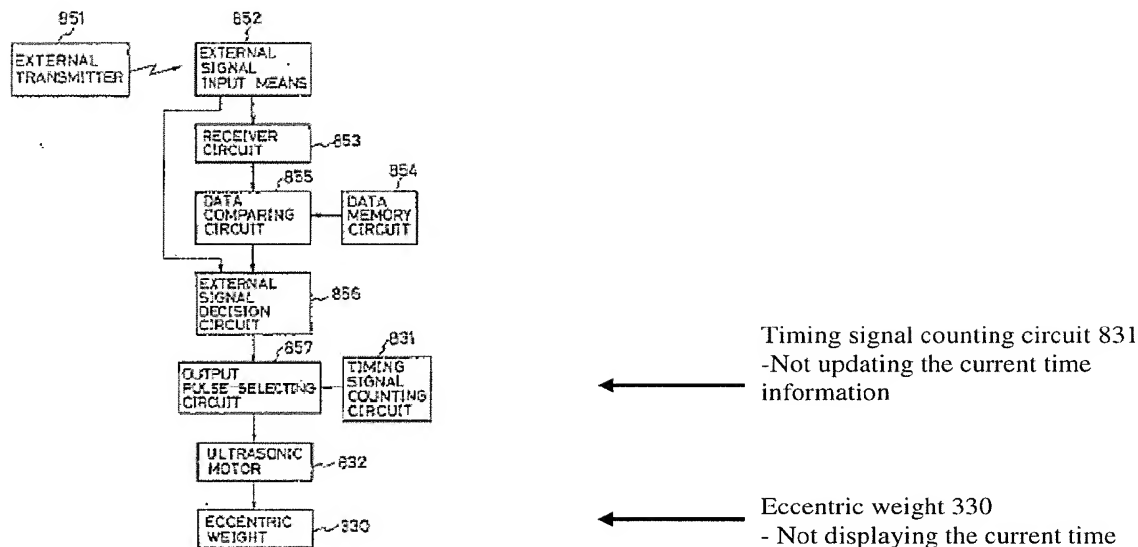 851
EXTERNAL
TRANSMITTER
852
EXTERNAL
SIGNAL
INPUT MEANS
RECEIVER
CIRCUIT
853
855
DATA
COMPARING
CIRCUIT
854
DATA
MEMORY
CIRCUIT
EXTERNAL
SIGNAL
DECISION
CIRCUIT
856
857
OUTPUT
PULSE SELECTING
CIRCUIT
831
TIMING
SIGNAL
COUNTING
CIRCUIT
ULTRASONIC
MOTOR
832
ECCENTRIC
WEIGHT
330
Timing signal counting circuit 831
-Not updating the current time
information
Eccentric weight 330
- Not displaying the current time